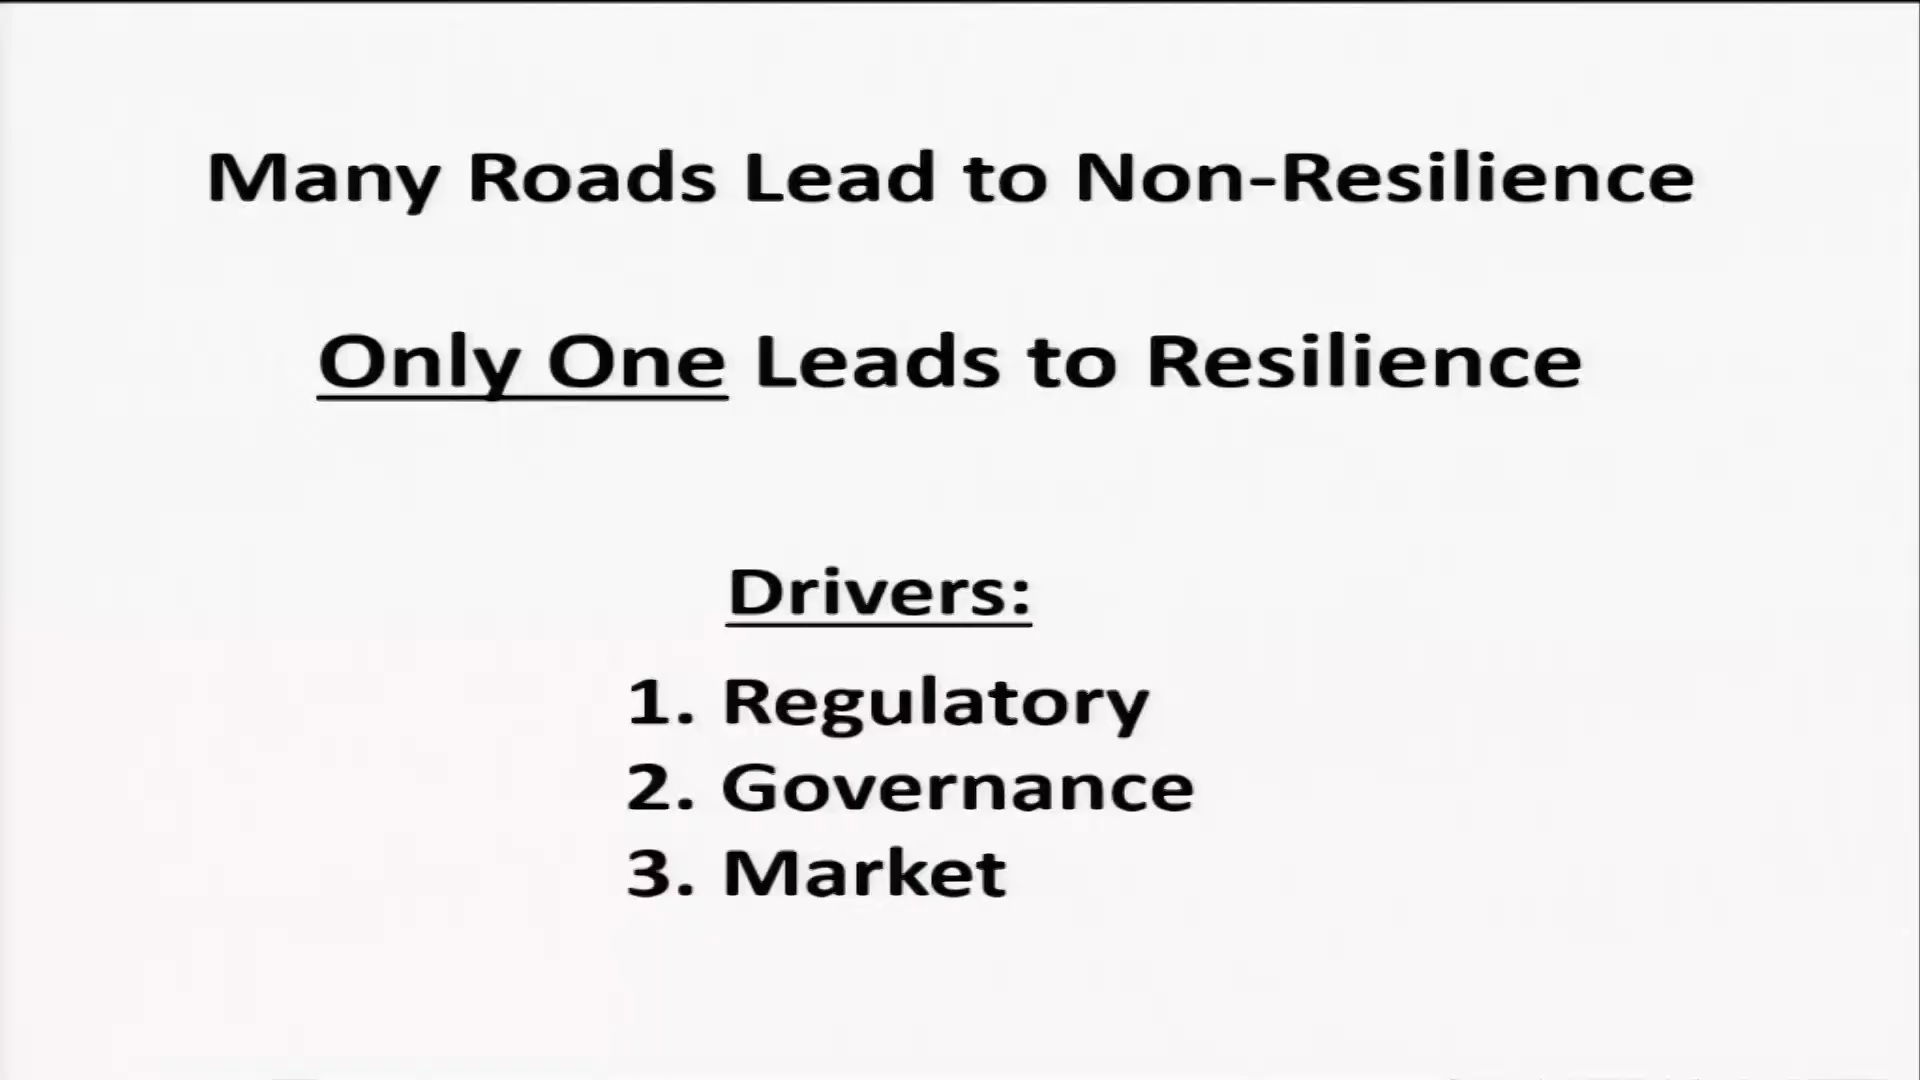 Many Roads Lead to Non-Resilience
Only One Leads to Resilience
Drivers:
1. Regulatory
2. Governance
3. Market